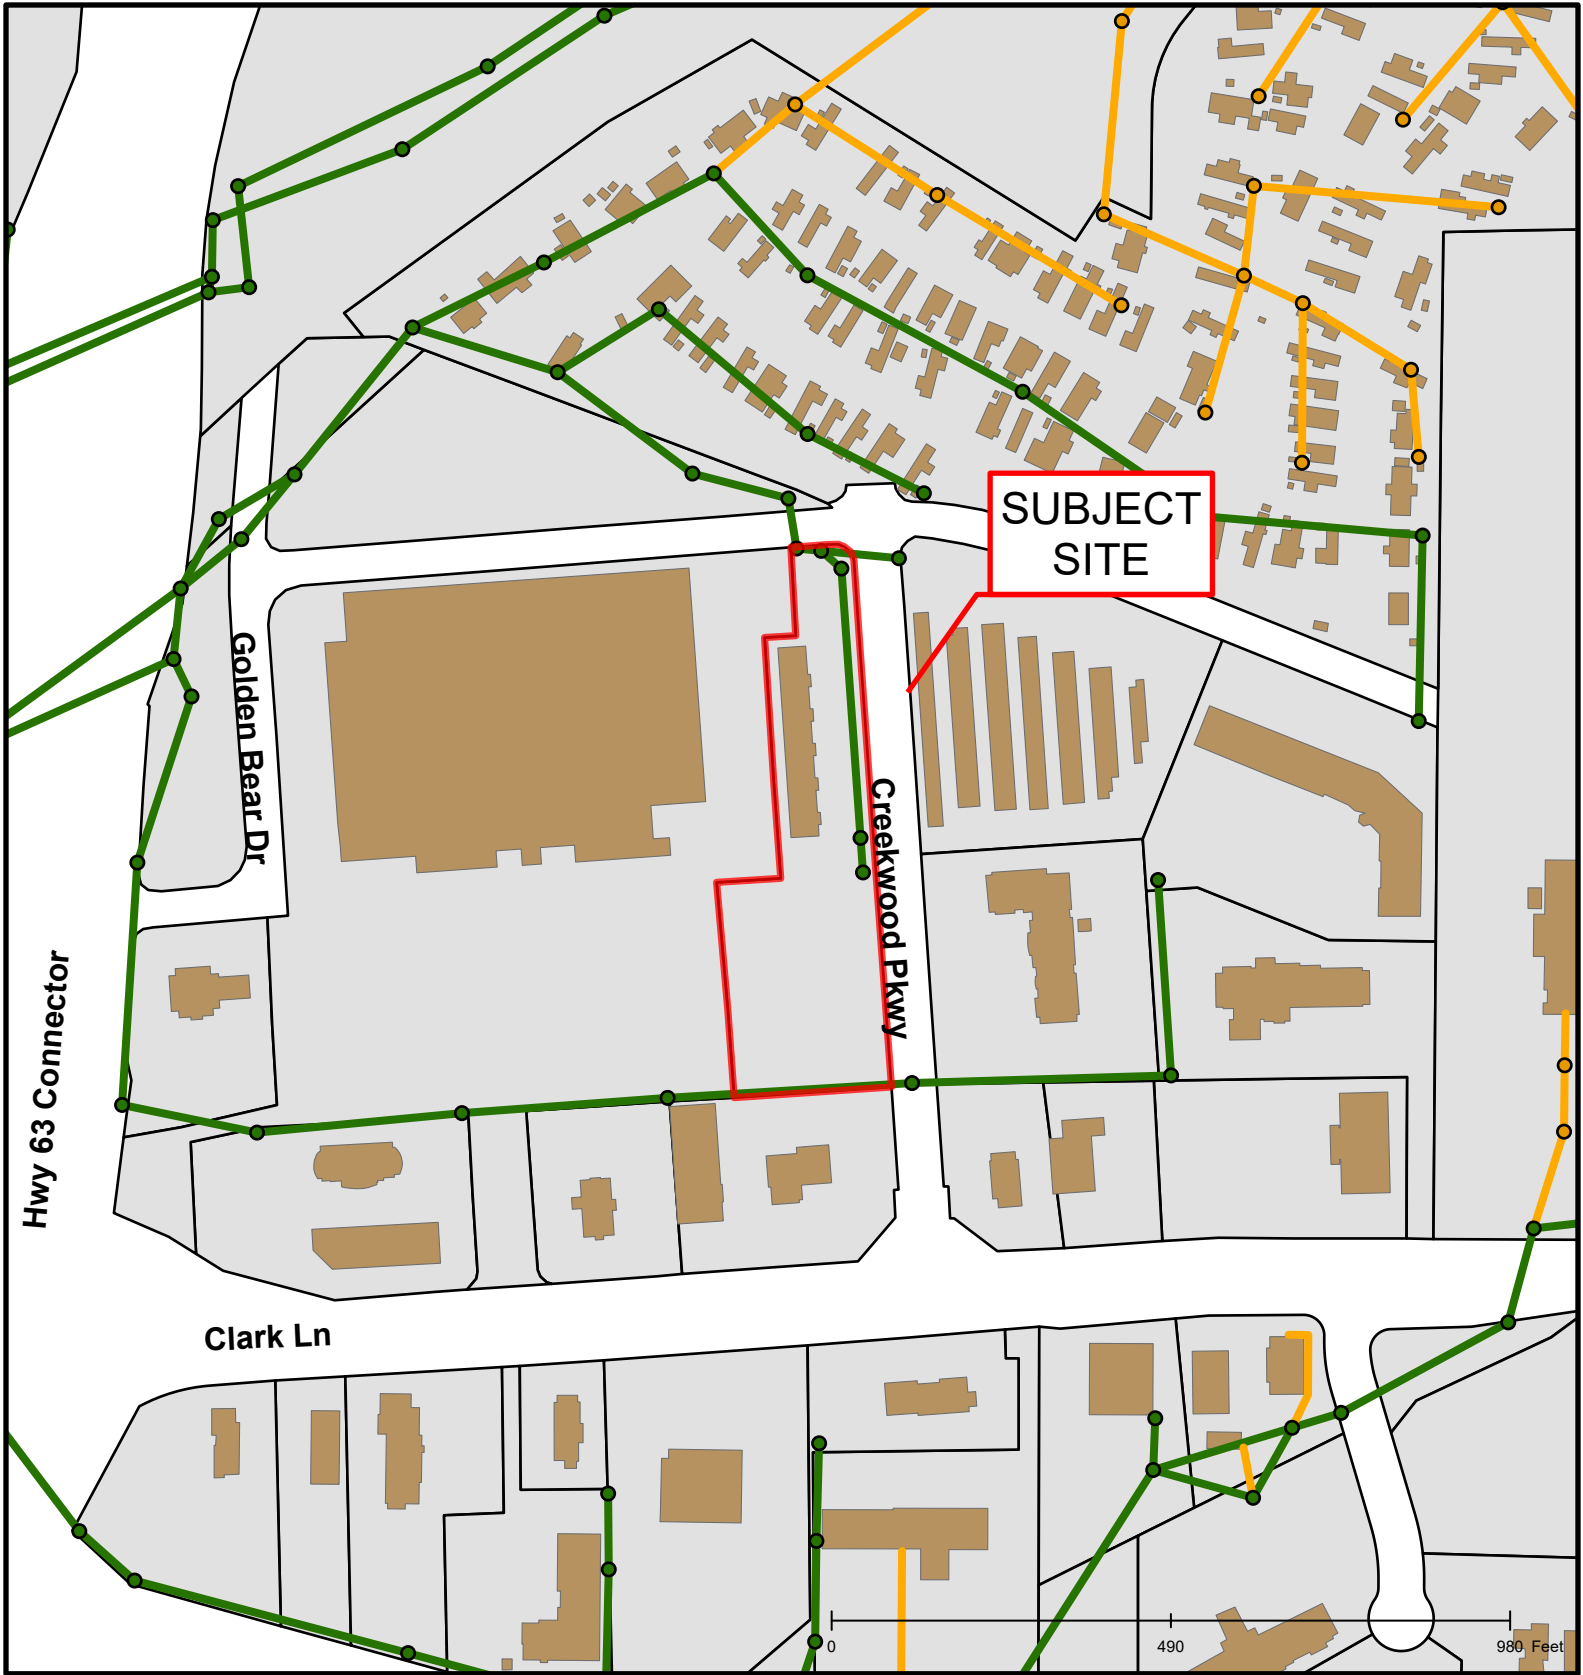 SUBJECT
SITE
Golden Bear Dr
Creekwood Pkwy
Hwy 63 Connector
Clark Ln
0 490 980 Feet